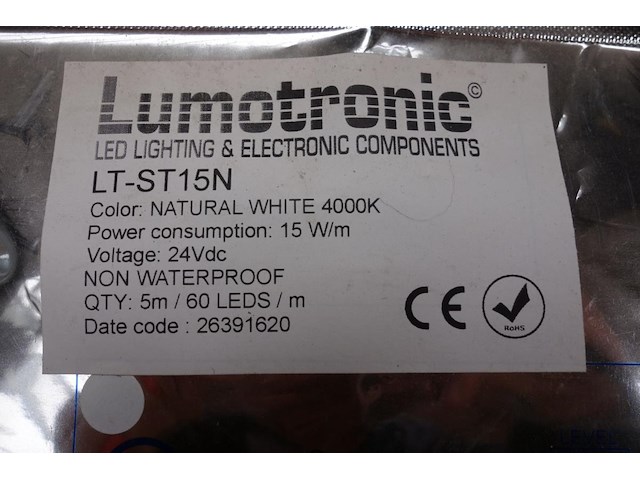 Lumotronic©
LED LIGHTING & ELECTRONIC COMPONENTS
LT-ST15N
Color: NATURAL WHITE 4000K
Power consumption: 15 W/m
Voltage: 24Vdc
NON WATERPROOF
QTY: 5m / 60 LEDS / m
Date code : 26391620
CE
RoHS